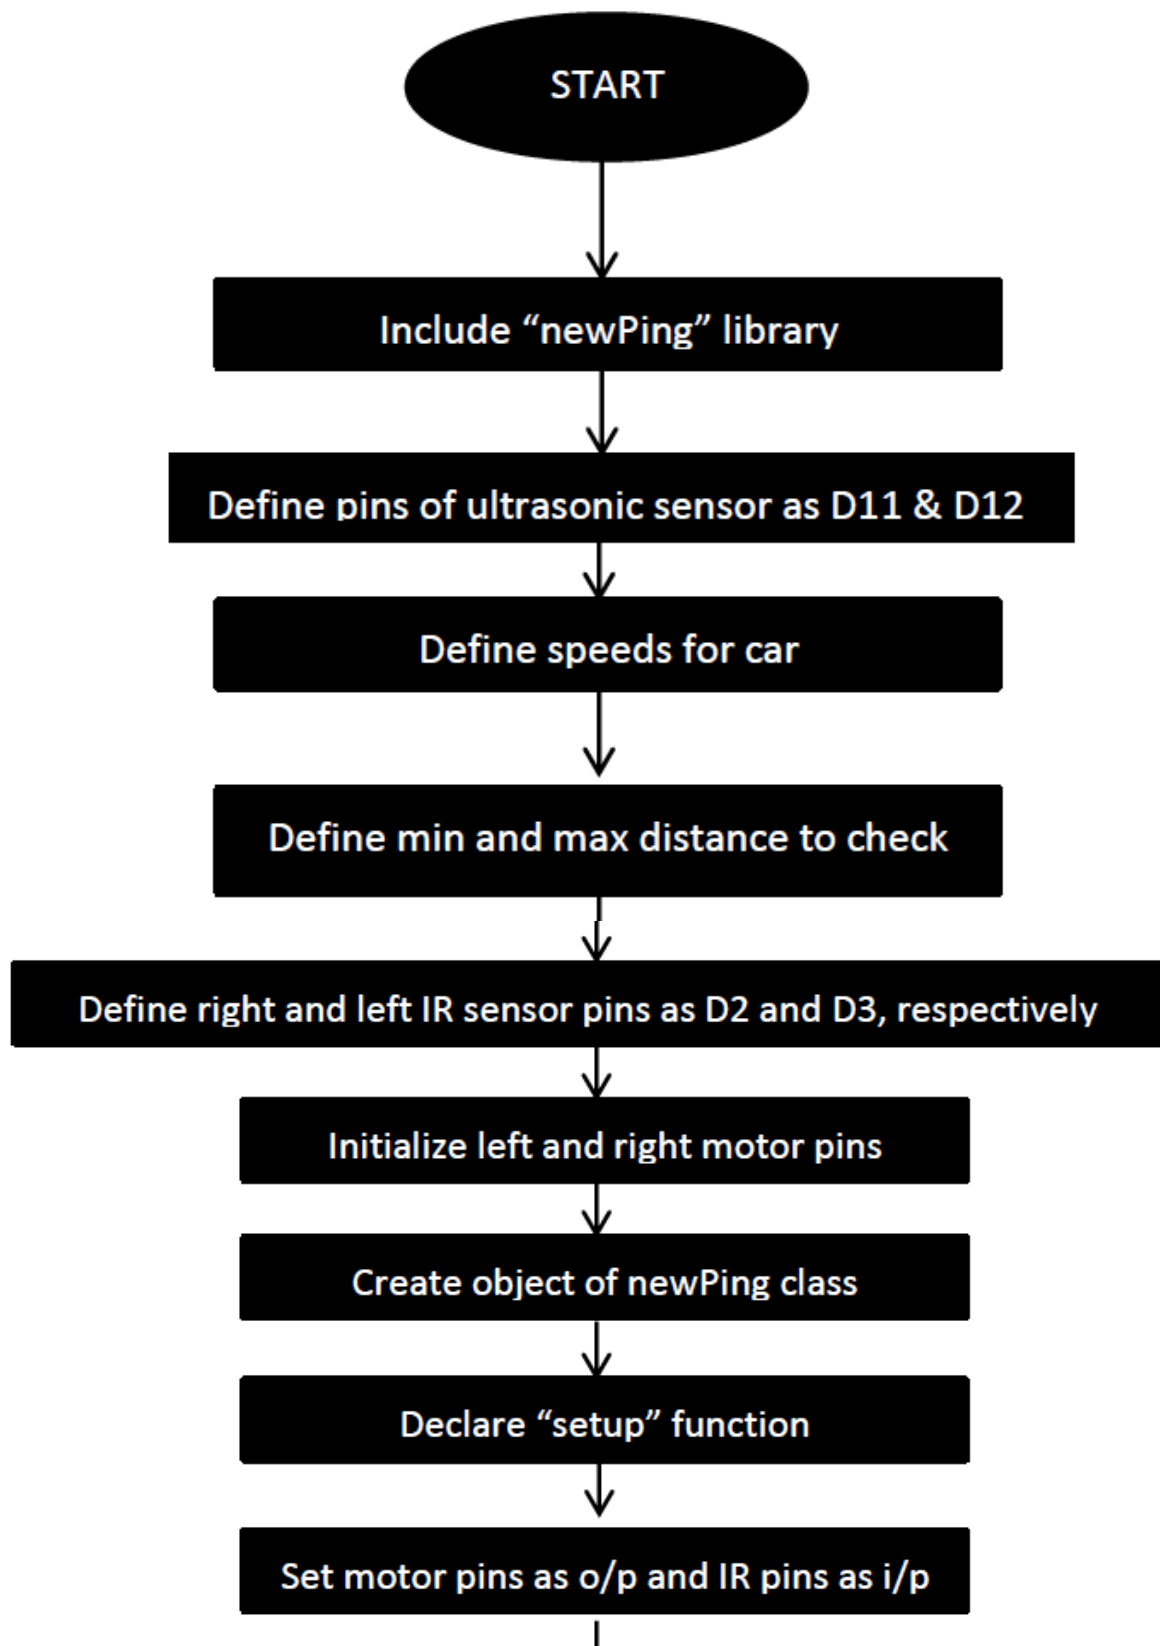 START
Include “newPing” library
Define pins of ultrasonic sensor as D11 & D12
Define speeds for car
Define min and max distance to check
Define right and left IR sensor pins as D2 and D3, respectively
Initialize left and right motor pins
Create object of newPing class
Declare “setup” function
Set motor pins as o/p and IR pins as i/p